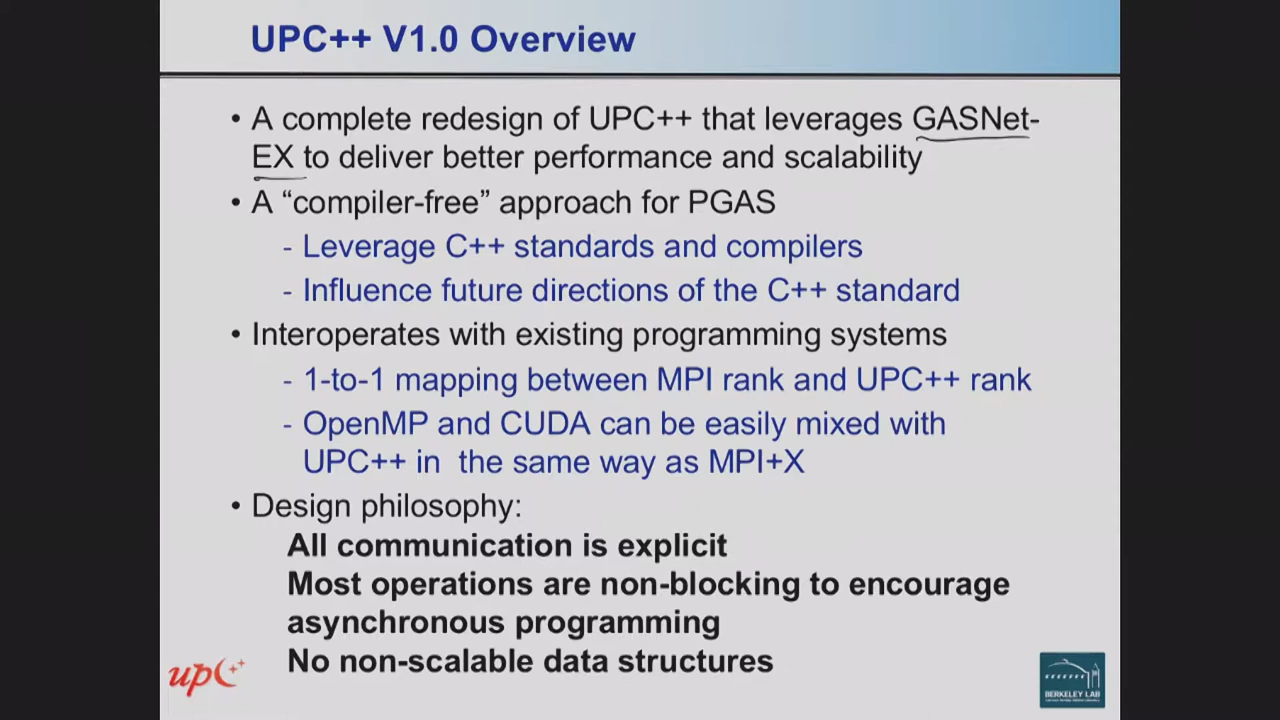 UPC++ V1.0 Overview
• A complete redesign of UPC++ that leverages GASNet-
EX to deliver better performance and scalability
• A “compiler-free” approach for PGAS
- Leverage C++ standards and compilers
- Influence future directions of the C++ standard
• Interoperates with existing programming systems
- 1-to-1 mapping between MPI rank and UPC++ rank
- OpenMP and CUDA can be easily mixed with
UPC++ in the same way as MPI+X
• Design philosophy:
All communication is explicit
Most operations are non-blocking to encourage
asynchronous programming
No non-scalable data structures
upc++
BERKELEY LAB